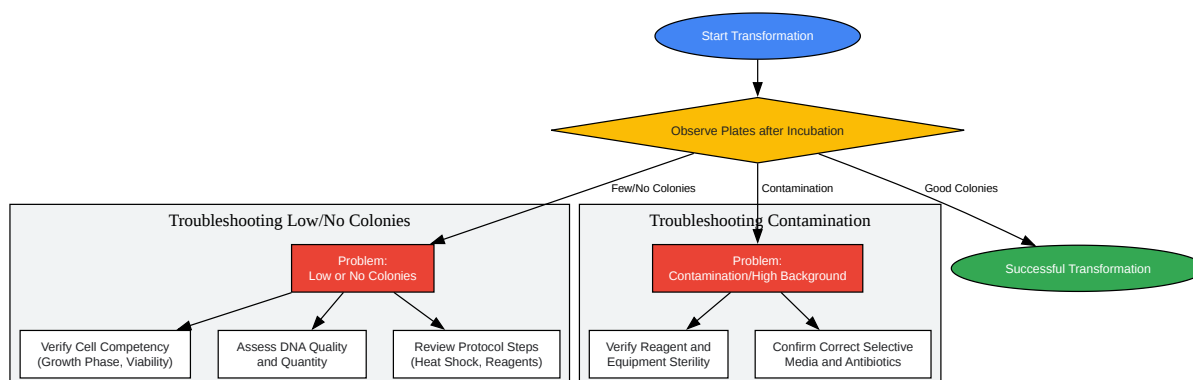 Start Transformation
Observe Plates after Incubation
Few/No Colonies
Contamination
Good Colonies
Troubleshooting Low/No Colonies
Troubleshooting Contamination
Problem:
Low or No Colonies
Problem:
Contamination/High Background
Successful Transformation
Verify Cell Competency
(Growth Phase, Viability)
Assess DNA Quality
and Quantity
Review Protocol Steps
(Heat Shock, Reagents)
Verify Reagent and
Equipment Sterility
Confirm Correct Selective
Media and Antibiotics